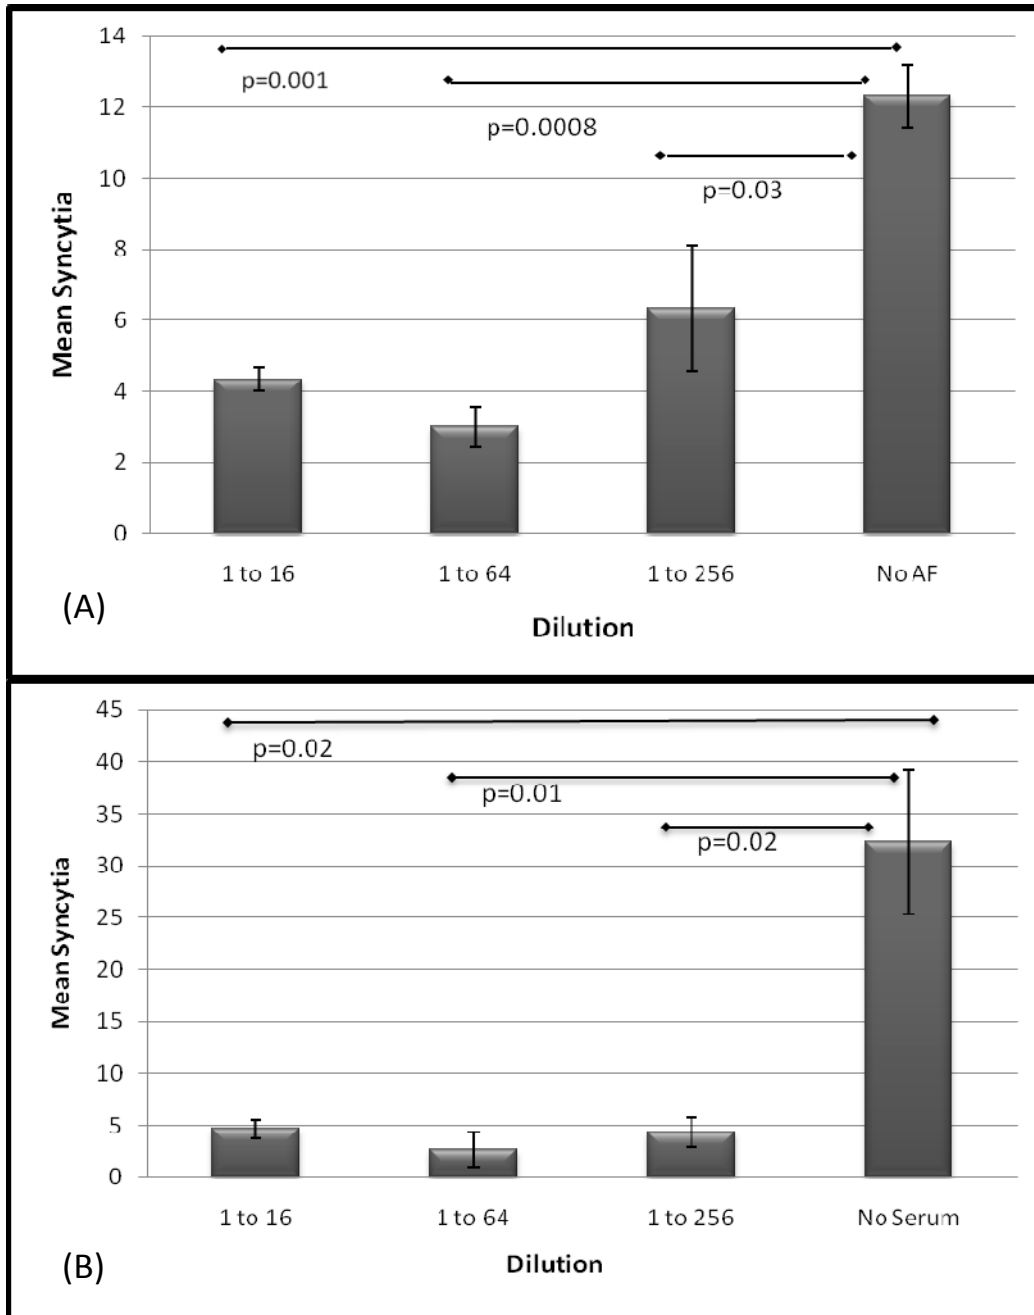 14
p=0.001
12
p=0.0008
10
p=0.03
8
6
4
2
0
Mean Syncytia
1 to 16 1 to 64 1 to 256 No AF
(A)
Dilution
45
p=0.02
40
p=0.01
35
p=0.02
30
25
20
15
10
5
0
Mean Syncytia
1 to 16 1 to 64 1 to 256 No Serum
(B)
Dilution